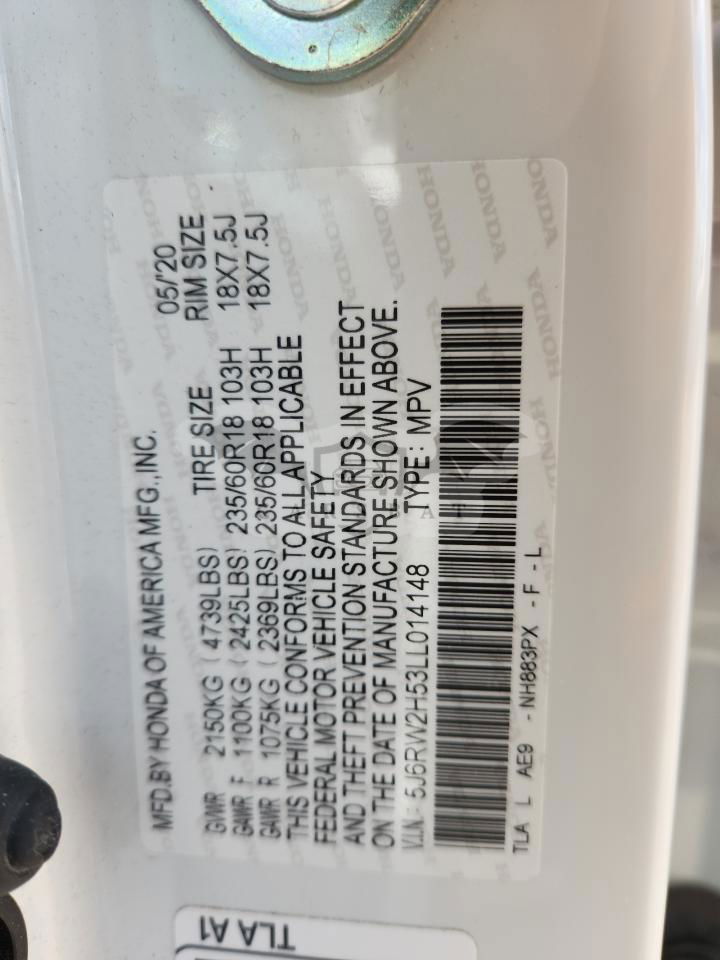 MFD.BY HONDA OF AMERICA MFG.,INC. 05/'20
GVWR 2150KG (4739LBS) TIRE SIZE RIM SIZE
GAWR F 1100KG (2425LBS) 235/60R18 103H 18X7.5J
GAWR R 1075KG (2369LBS) 235/60R18 103H 18X7.5J
THIS VEHICLE CONFORMS TO ALL APPLICABLE
FEDERAL MOTOR VEHICLE SAFETY
AND THEFT PREVENTION STANDARDS IN EFFECT
ON THE DATE OF MANUFACTURE SHOWN ABOVE.
V.I.N.: 5J6RW2H53LL014148 TYPE: MPV
TLA L AE9 -NH883PX -F -L
TLA A1